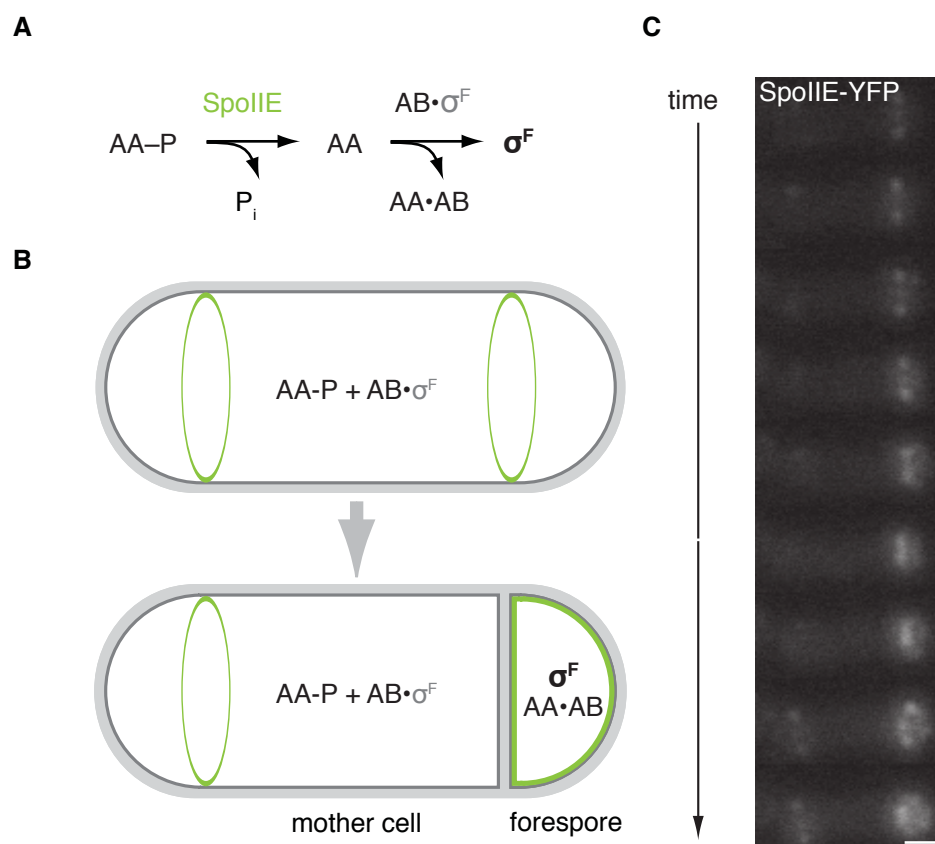 A
SpoIIE
AB•σF
AA–P
AA
σF
Pi
AA•AB
B
AA-P + AB•σF
AA-P + AB•σF
σF
AA•AB
mother cell
forespore
C
time
SpoIIE-YFP